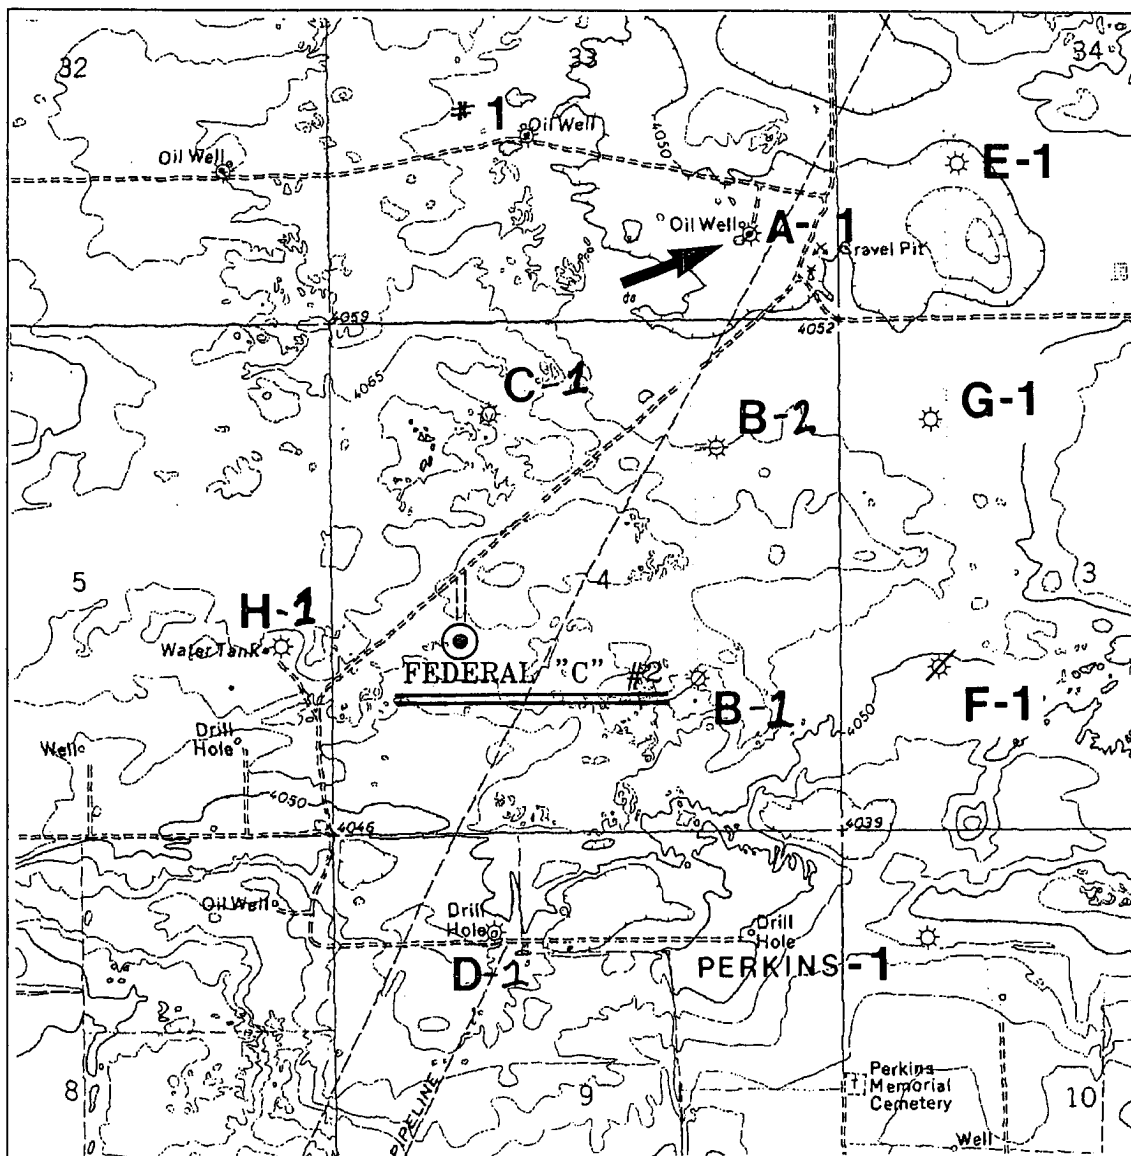 32
33
34
# 1
Oil Well
4050
Oil Well
E-1
Oil Well
A-1
Gravel Pit
4059
4052
4065
C-1
B-2
G-1
5
4
3
H-1
Water Tank
FEDERAL "C" #2
B-1
4050
F-1
Well
Drill
Hole
4050
4046
4039
Oil Well
Drill
Hole
Drill
Hole
D-1
PERKINS-1
8
PIPELINE
9
Perkins
Memorial
Cemetery
10
Well